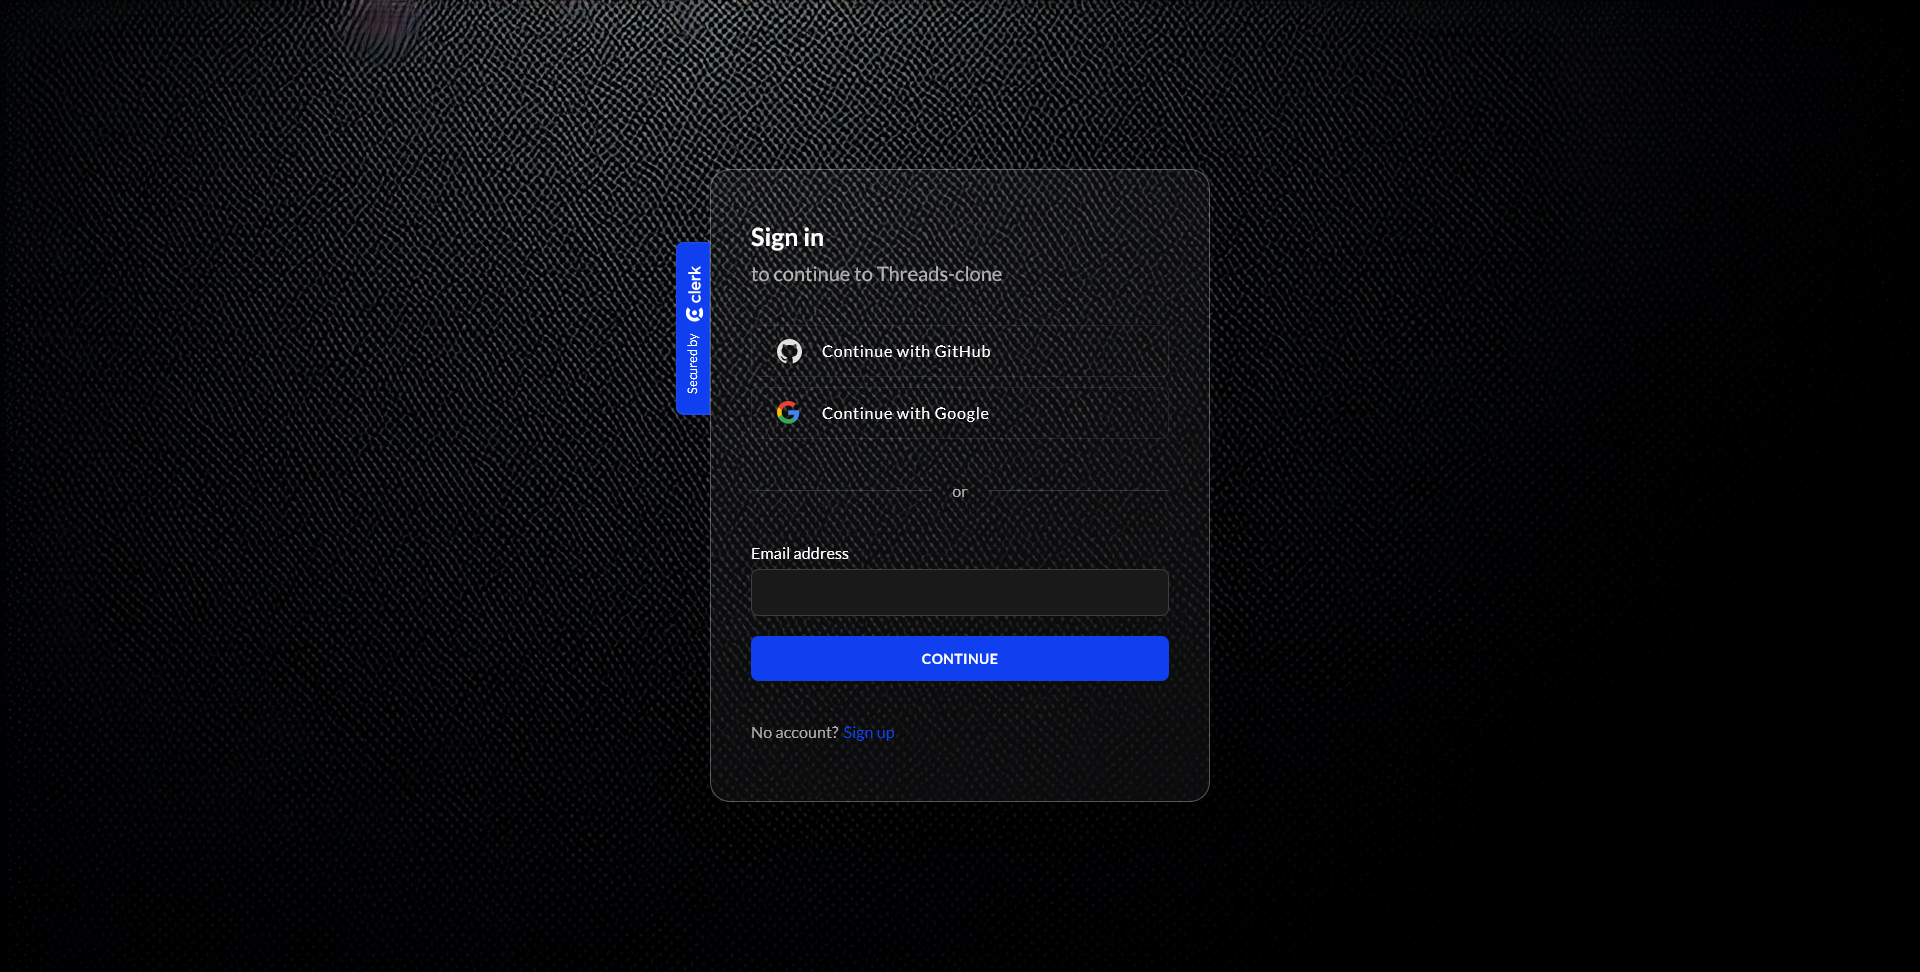 Sign in
to continue to Threads-clone
Secured by clerk
Continue with GitHub
Continue with Google
or
Email address
CONTINUE
No account? Sign up